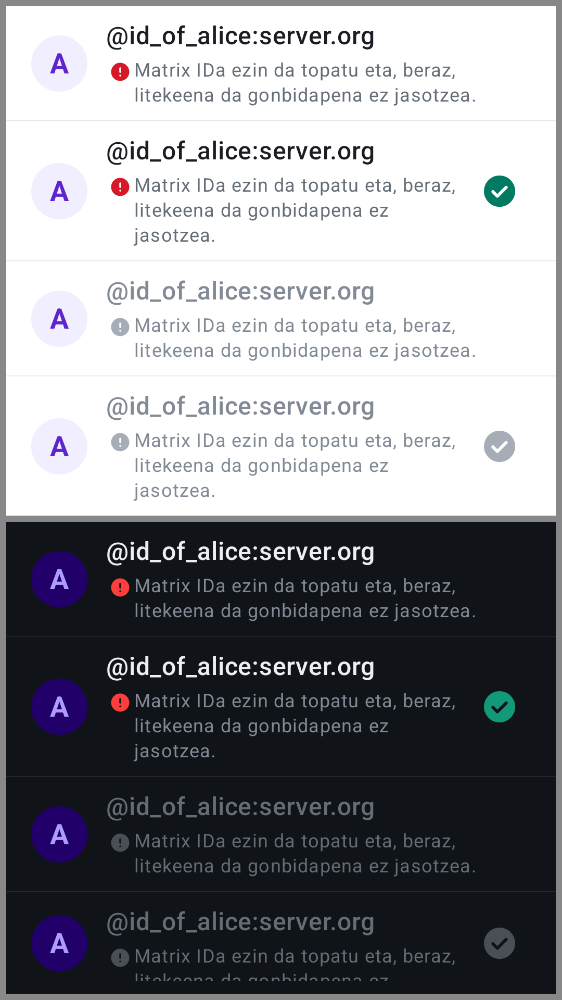 A
@id_of_alice:server.org
Matrix IDa ezin da topatu eta, beraz,
litekeena da gonbidapena ez jasotzea.
A
@id_of_alice:server.org
Matrix IDa ezin da topatu eta, beraz,
litekeena da gonbidapena ez
jasotzea.
A
@id_of_alice:server.org
Matrix IDa ezin da topatu eta, beraz,
litekeena da gonbidapena ez jasotzea.
A
@id_of_alice:server.org
Matrix IDa ezin da topatu eta, beraz,
litekeena da gonbidapena ez
jasotzea.
A
@id_of_alice:server.org
Matrix IDa ezin da topatu eta, beraz,
litekeena da gonbidapena ez jasotzea.
A
@id_of_alice:server.org
Matrix IDa ezin da topatu eta, beraz,
litekeena da gonbidapena ez
jasotzea.
A
@id_of_alice:server.org
Matrix IDa ezin da topatu eta, beraz,
litekeena da gonbidapena ez jasotzea.
A
@id_of_alice:server.org
Matrix IDa ezin da topatu eta, beraz,
litekeena da gonbidapena ez